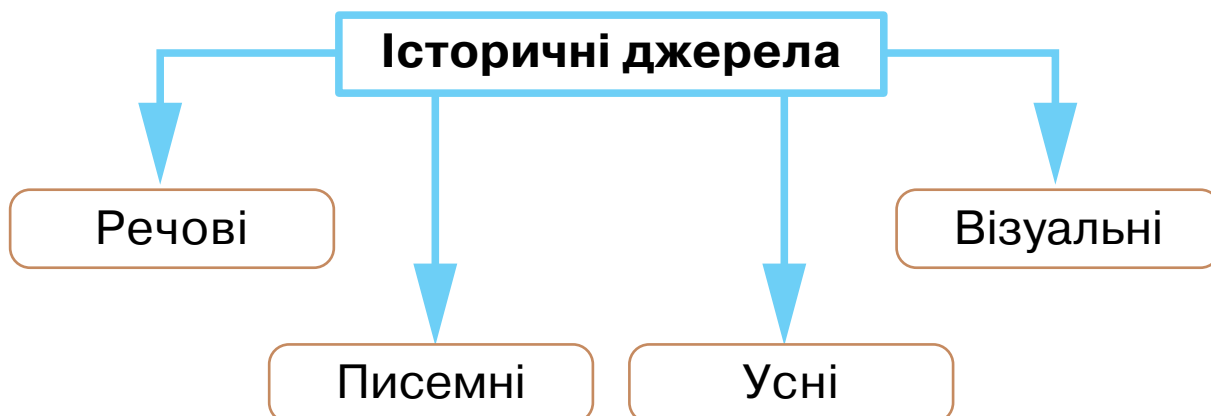 Історичні джерела
Речові
Візуальні
Писемні
Усні